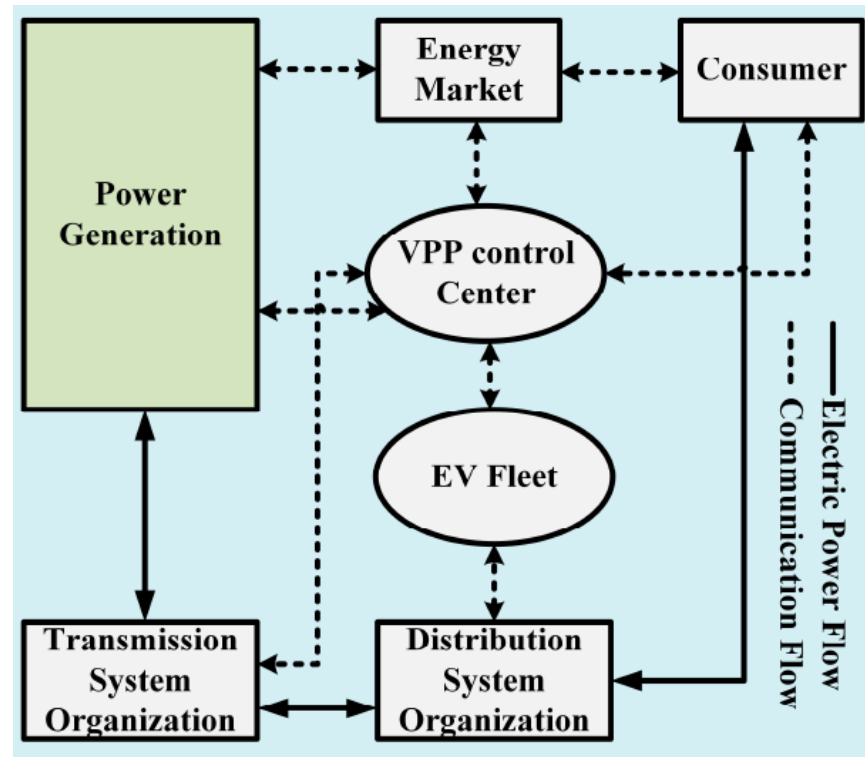 Energy
Market
Consumer
Power
Generation
VPP control
Center
EV Fleet
Electric Power Flow
Communication Flow
Transmission
System
Organization
Distribution
System
Organization